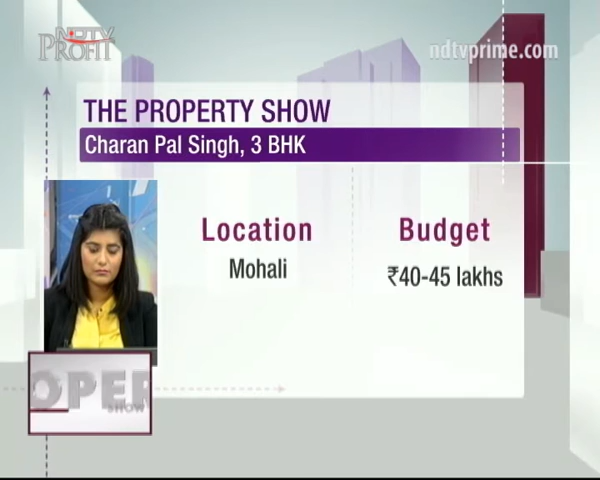 NDTV
PROFIT
ndtvprime.com
THE PROPERTY SHOW
Charan Pal Singh, 3 BHK
Location
Budget
Mohali
₹40-45 lakhs
OPER
SHOW